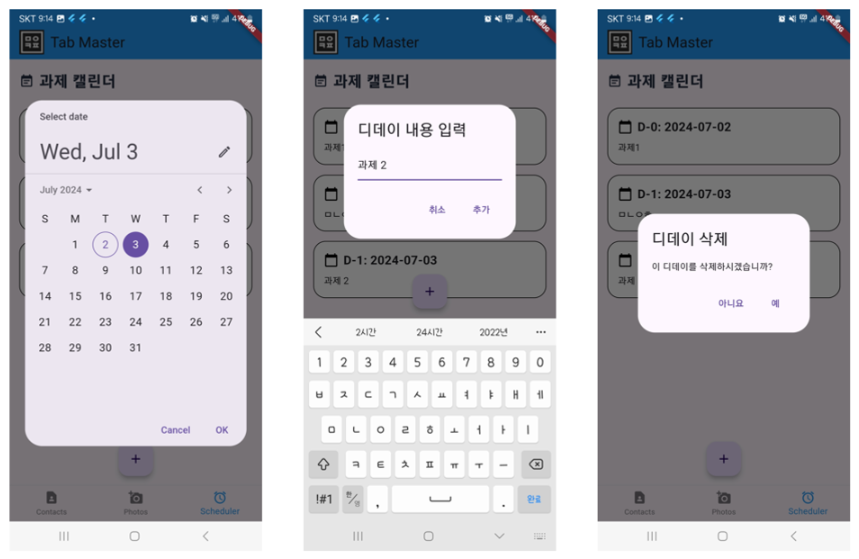 SKT 9:14
Tab Master
과제 캘린더
Select date
Wed, Jul 3
July 2024
S M T W T F S
1 2 3 4 5 6
7 8 9 10 11 12 13
14 15 16 17 18 19 20
21 22 23 24 25 26 27
28 29 30 31
Cancel OK
+
Contacts Photos Scheduler
SKT 9:14
Tab Master
과제 캘린더
과제1
디데이 내용 입력
과제 2
취소 추가
D-1: 2024-07-03
과제 2
+
2시간 24시간 2022년
1 2 3 4 5 6 7 8 9 0
ㅂ ㅈ ㄷ ㄱ ㅅ ㅛ ㅕ ㅑ ㅐ ㅔ
ㅁ ㄴ ㅇ ㄹ ㅎ ㅗ ㅓ ㅏ ㅣ
ㅋ ㅌ ㅊ ㅍ ㅠ ㅜ ㅡ
!#1 한/영 , . 완료
SKT 9:14
Tab Master
과제 캘린더
D-0: 2024-07-02
과제1
D-1: 2024-07-03
디데이 삭제
이 디데이를 삭제하시겠습니까?
과제
아니요 예
+
Contacts Photos Scheduler